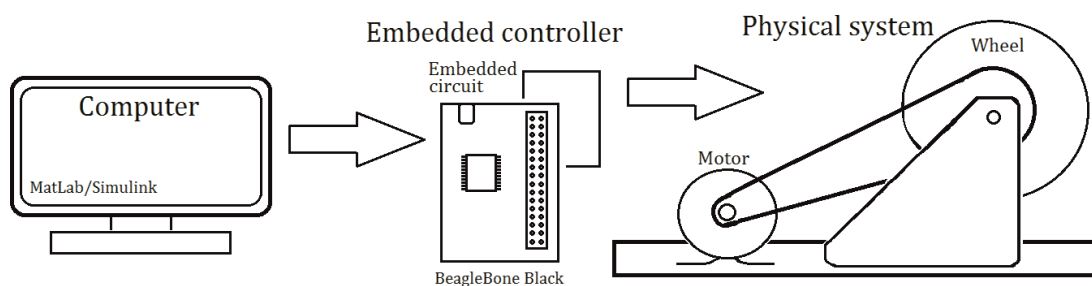 Computer
MatLab/Simulink
Embedded controller
Embedded
circuit
BeagleBone Black
Physical system
Wheel
Motor